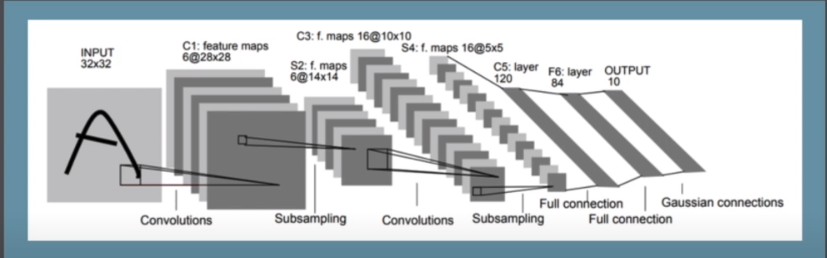 INPUT
32x32
C1: feature maps
6@28x28
S2: f. maps
6@14x14
C3: f. maps 16@10x10
S4: f. maps 16@5x5
C5: layer
120
F6: layer
84
OUTPUT
10
A
Convolutions
Subsampling
Convolutions
Subsampling
Full connection
Full connection
Gaussian connections